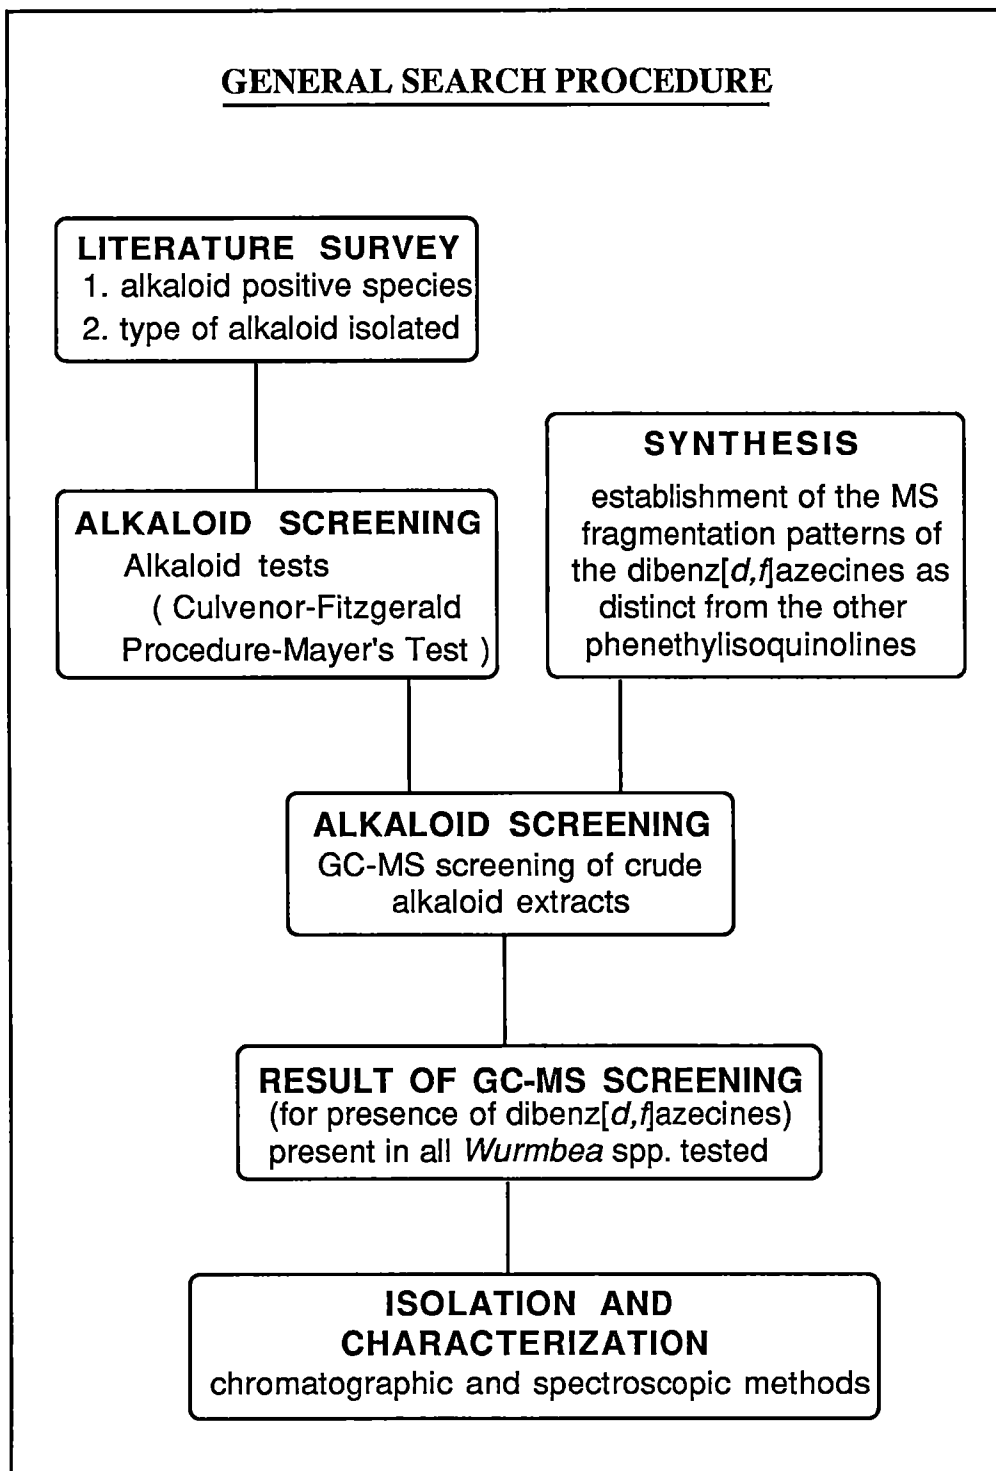 GENERAL SEARCH PROCEDURE
LITERATURE SURVEY
1. alkaloid positive species
2. type of alkaloid isolated
SYNTHESIS
establishment of the MS
fragmentation patterns of
the dibenz[d,f]azecines as
distinct from the other
phenethylisoquinolines
ALKALOID SCREENING
Alkaloid tests
( Culvenor-Fitzgerald
Procedure-Mayer's Test )
ALKALOID SCREENING
GC-MS screening of crude
alkaloid extracts
RESULT OF GC-MS SCREENING
(for presence of dibenz[d,f]azecines)
present in all Wurmbea spp. tested
ISOLATION AND
CHARACTERIZATION
chromatographic and spectroscopic methods